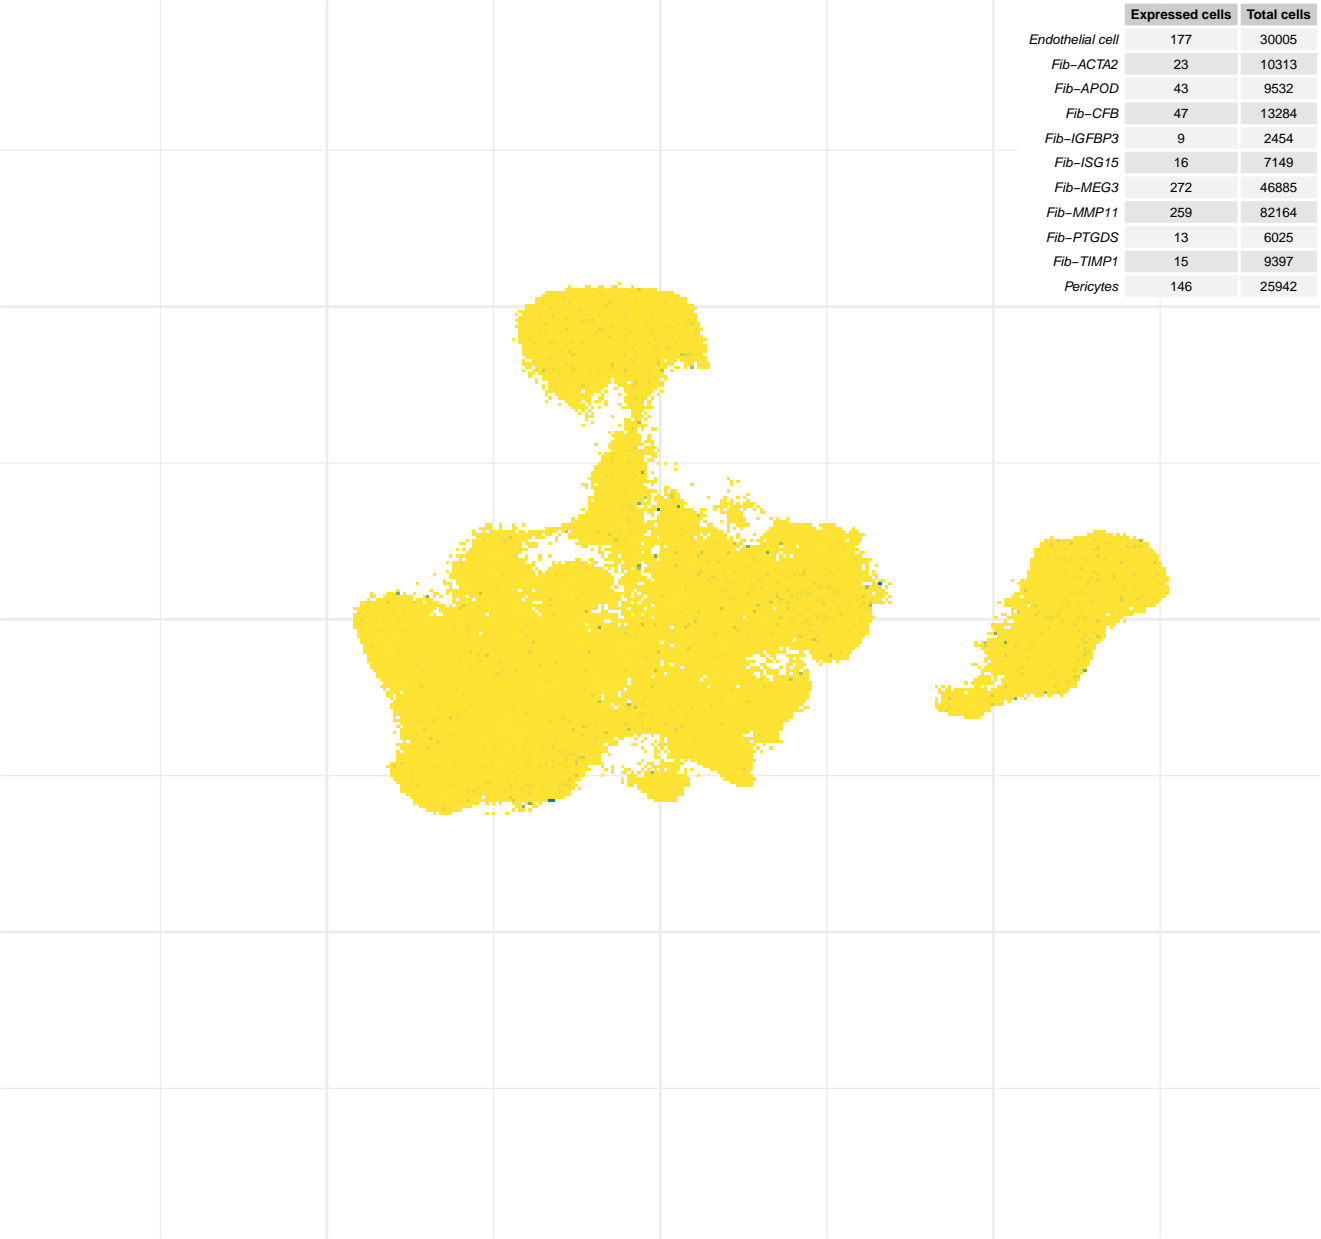 Expressed cells Total cells
Endothelial cell 177 30005
Fib−ACTA2 23 10313
Fib−APOD 43 9532
Fib−CFB 47 13284
Fib−IGFBP3 9 2454
Fib−ISG15 16 7149
Fib−MEG3 272 46885
Fib−MMP11 259 82164
Fib−PTGDS 13 6025
Fib−TIMP1 15 9397
Pericytes 146 25942